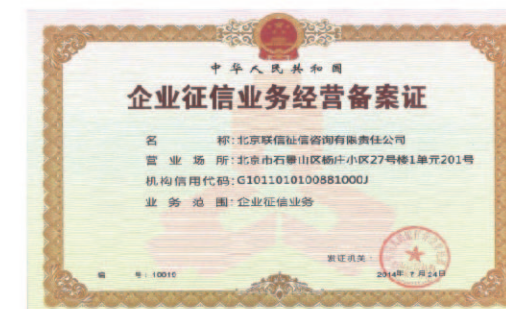 中华人民共和国
企业征信业务经营备案证
名 称:北京联信征信咨询有限责任公司
营 业 场 所:北京市石景山区杨庄小区27号楼1单元201号
机构信用代码:G1011010100881000J
业 务 范 围:企业征信业务
发证机关:
编 号:10010
2014年 7月24日